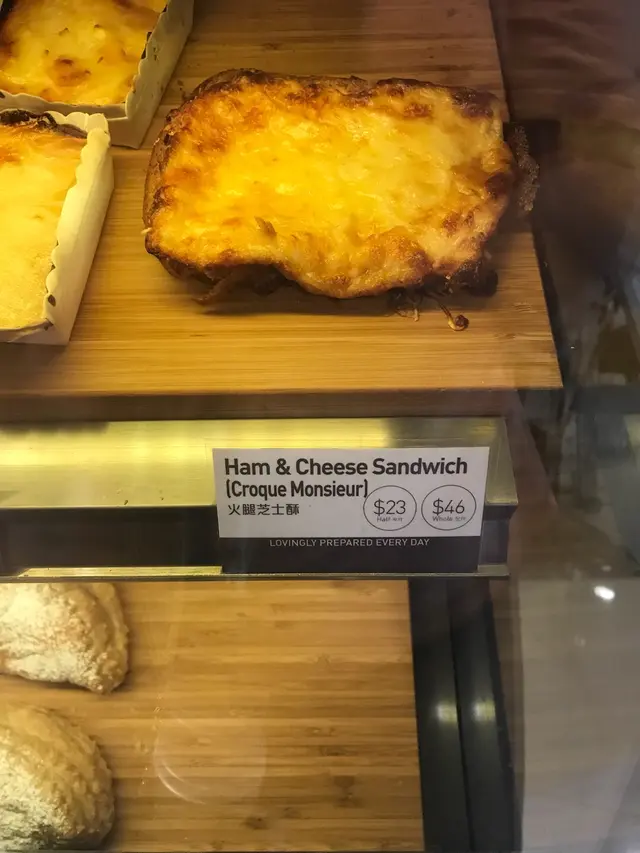 Ham & Cheese Sandwich
(Croque Monsieur)
火腿芝士酥
$23 $46
Half Whole
LOVINGLY PREPARED EVERY DAY